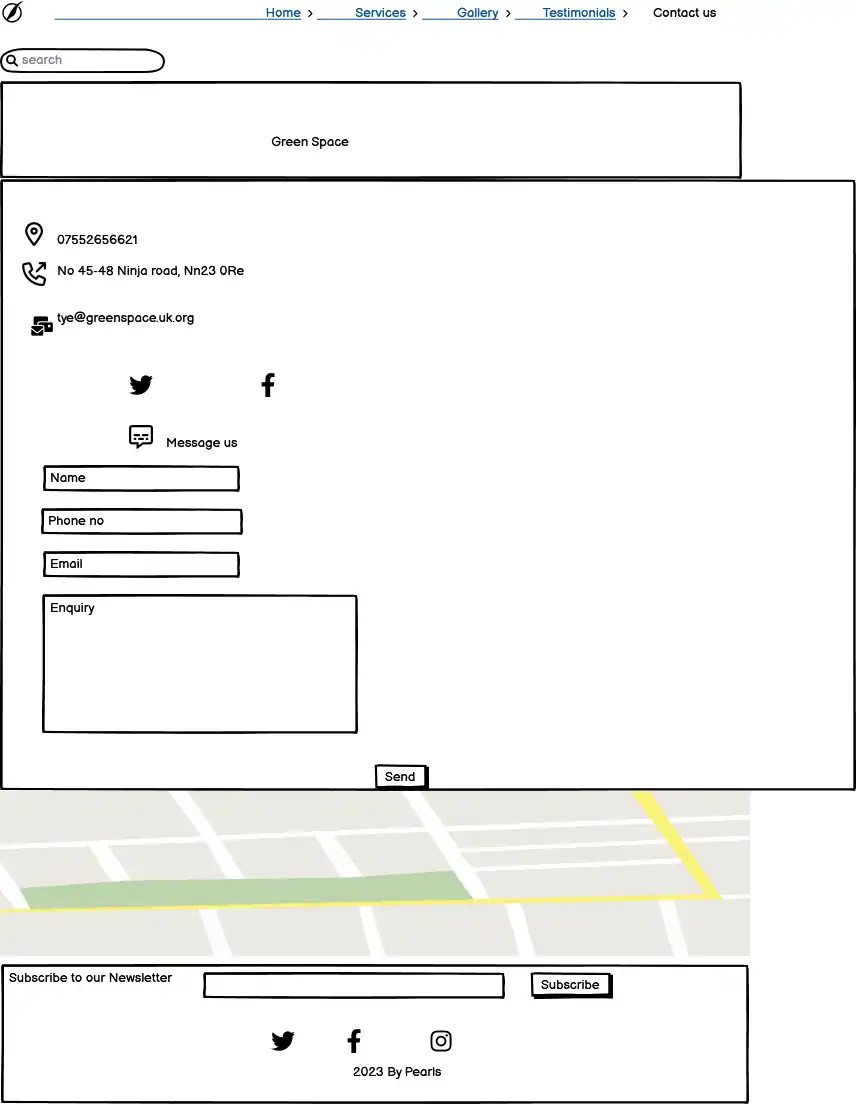 Home > Services > Gallery > Testimonials > Contact us
search
Green Space
07552656621
No 45-48 Ninja road, Nn23 0Re
tye@greenspace.uk.org
Message us
Name
Phone no
Email
Enquiry
Send
Subscribe to our Newsletter
Subscribe
2023 By Pearls